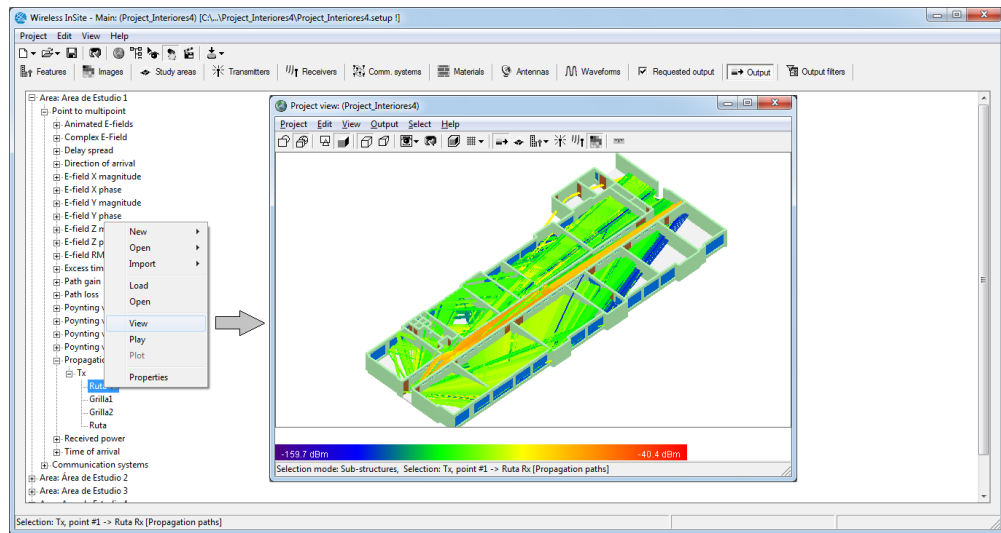 Wireless InSite - Main: (Project_Interiores4) [C:\...\Project_Interiores4\Project_Interiores4.setup !]
Project Edit View Help
Features Images Study areas Transmitters Receivers Comm. systems Materials Antennas Waveforms Requested output Output Output filters
Area: Area de Estudio 1
Point to multipoint
Animated E-fields
Complex E-Field
Delay spread
Direction of arrival
E-field X magnitude
E-field X phase
E-field Y magnitude
E-field Y phase
E-field Z m
E-field Z p
E-field RM
Excess tim
Path gain
Path loss
Poynting v
Poynting v
Poynting v
Poynting v
Propagatio
Tx
Ruta
Grilla1
Grilla2
Ruta
Received power
Time of arrival
Communication systems
Area: Área de Estudio 2
Area: Area de Estudio 3
New
Open
Import
Load
Open
View
Play
Plot
Properties
Project view: (Project_Interiores4)
Project Edit View Output Select Help
-159.7 dBm -40.4 dBm
Selection mode: Sub-structures, Selection: Tx, point #1 -> Ruta Rx [Propagation paths]
Selection: Tx, point #1 -> Ruta Rx [Propagation paths]